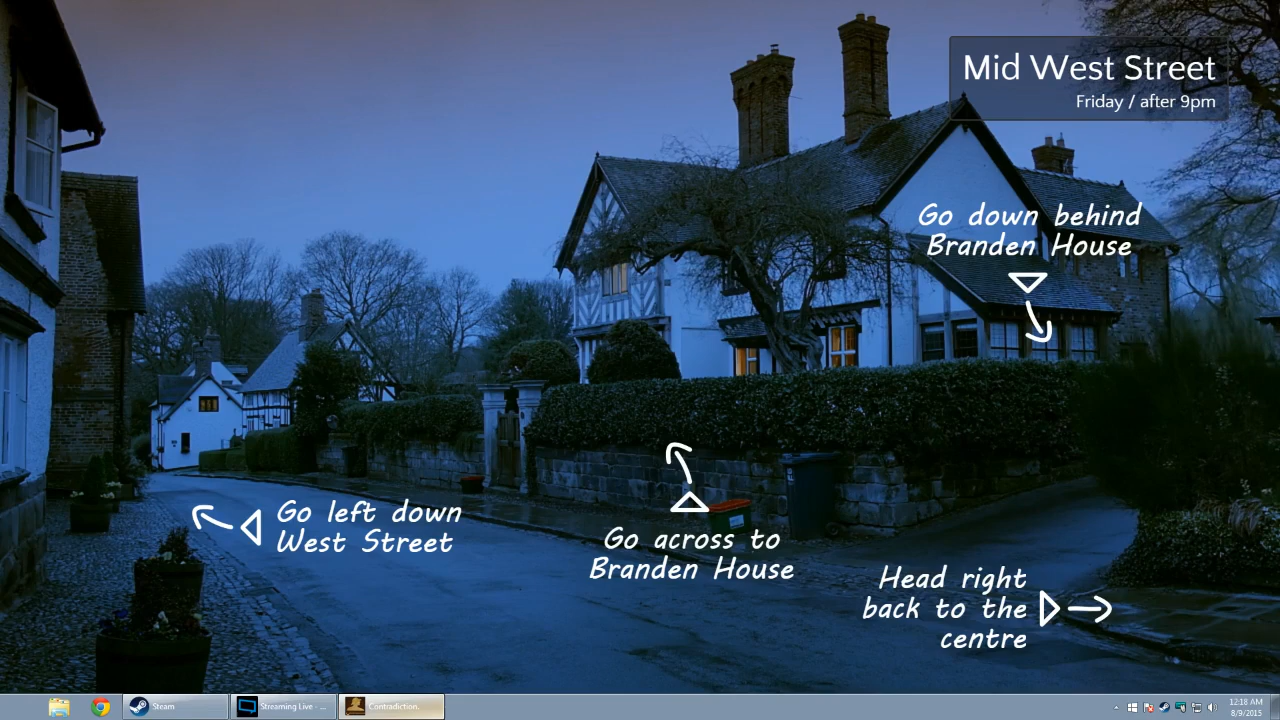 Mid West Street
Friday / after 9pm
Go down behind
Branden House
Go left down
West Street
Go across to
Branden House
Head right
back to the
centre
Steam
Streaming Live - ...
Contradiction.
12:18 AM
8/9/2015